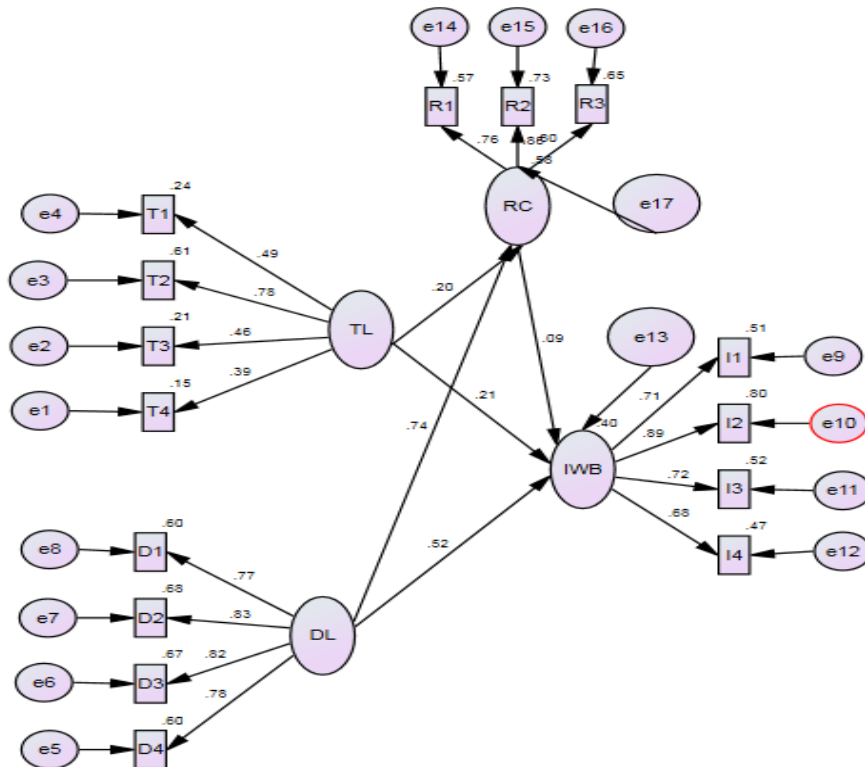 e14 e15 e16
.57 .73 .65
R1 R2 R3
.76 .86 .80
.58
RC e17
.24
e4 T1
.49
.61
e3 T2
.78
.20
.21
e2 T3
.46
TL
.09
e13
.15
e1 T4
.39
.21
.51
I1 e9
.71
.80
.74
.40
.89
I2 e10
IWB
.52
.72
I3 e11
.52
.68
.47
I4 e12
.60
e8 D1
.77
.68
e7 D2
.83
DL
.67
e6 D3
.82
.78
.60
e5 D4